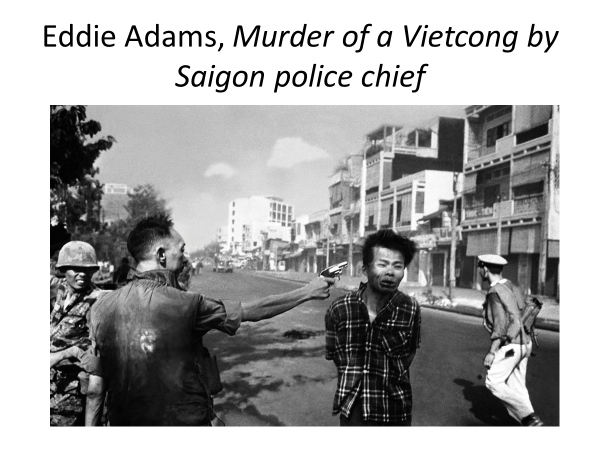 Eddie Adams, Murder of a Vietcong by
Saigon police chief